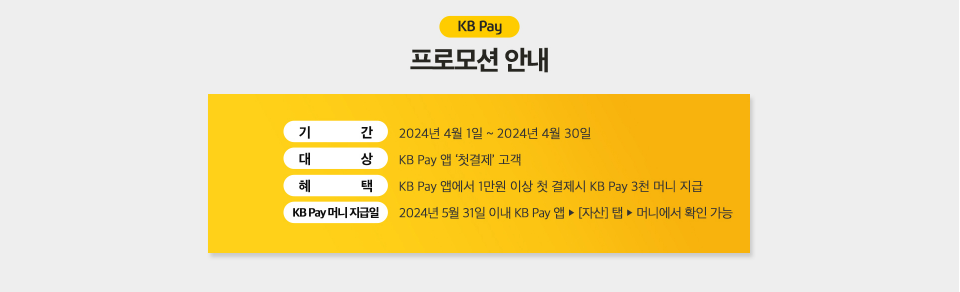 KB Pay
프로모션 안내
기 간 2024년 4월 1일 ~ 2024년 4월 30일
대 상 KB Pay 앱 '첫결제' 고객
혜 택 KB Pay 앱에서 1만원 이상 첫 결제시 KB Pay 3천 머니 지급
KB Pay 머니 지급일 2024년 5월 31일 이내 KB Pay 앱 ▶ [자산] 탭 ▶ 머니에서 확인 가능